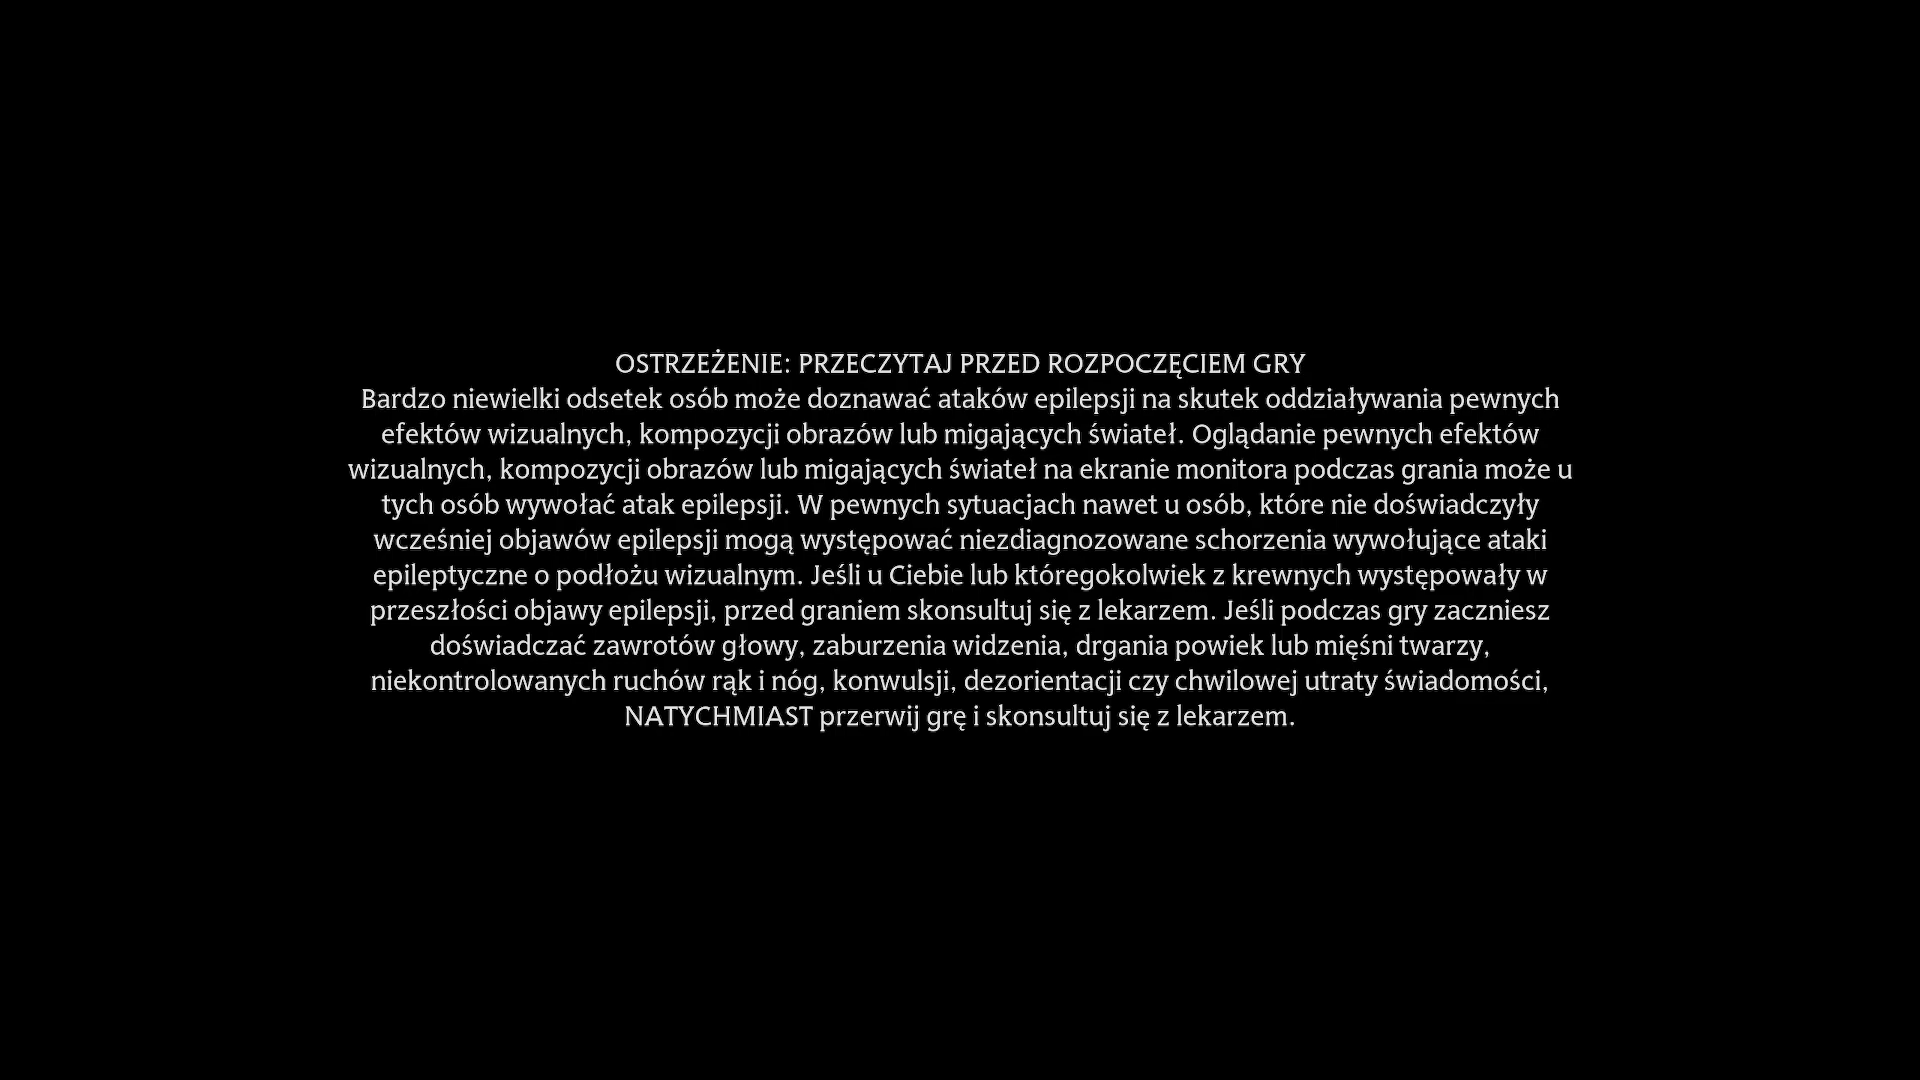 OSTRZEŻENIE: PRZECZYTAJ PRZED ROZPOCZĘCIEM GRY
Bardzo niewielki odsetek osób może doznawać ataków epilepsji na skutek oddziaływania pewnych
efektów wizualnych, kompozycji obrazów lub migających świateł. Oglądanie pewnych efektów
wizualnych, kompozycji obrazów lub migających świateł na ekranie monitora podczas grania może u
tych osób wywołać atak epilepsji. W pewnych sytuacjach nawet u osób, które nie doświadczyły
wcześniej objawów epilepsji mogą występować niezdiagnozowane schorzenia wywołujące ataki
epileptyczne o podłożu wizualnym. Jeśli u Ciebie lub któregokolwiek z krewnych występowały w
przeszłości objawy epilepsji, przed graniem skonsultuj się z lekarzem. Jeśli podczas gry zaczniesz
doświadczać zawrotów głowy, zaburzenia widzenia, drgania powiek lub mięśni twarzy,
niekontrolowanych ruchów rąk i nóg, konwulsji, dezorientacji czy chwilowej utraty świadomości,
NATYCHMIAST przerwij grę i skonsultuj się z lekarzem.